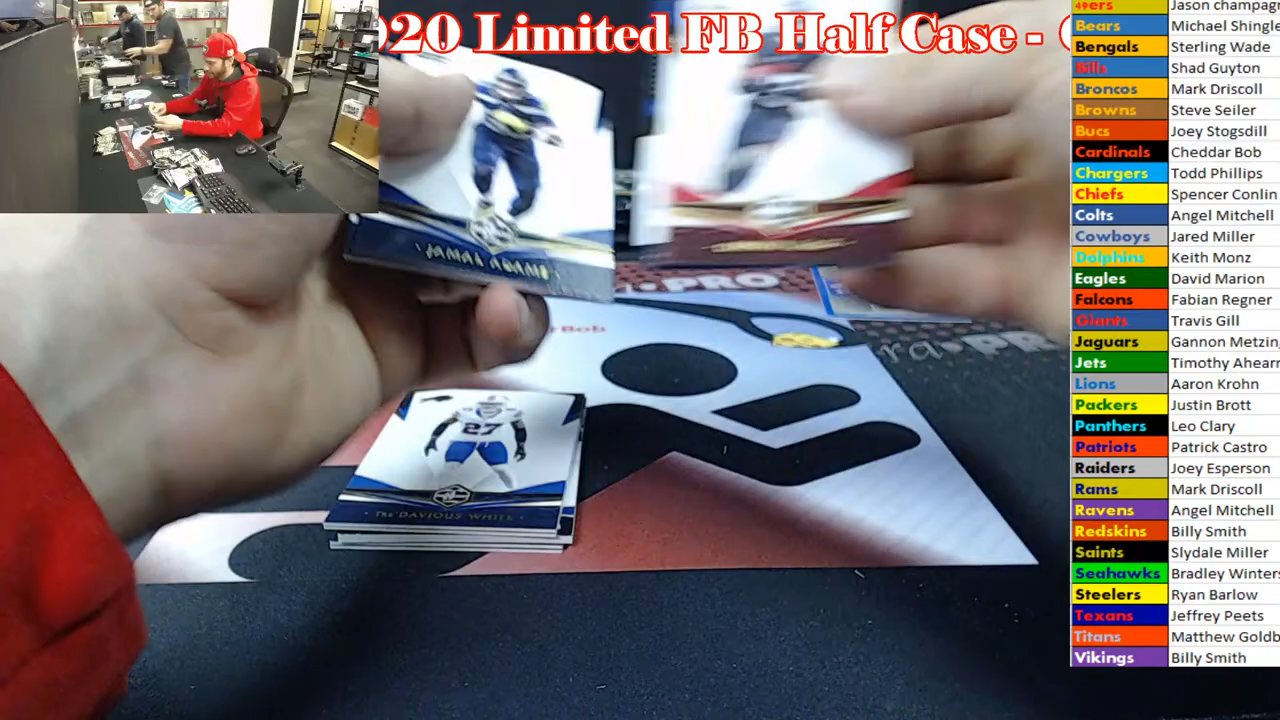 020 Limited FB Half Case -
49ers Jason champag
Bears Michael Shingl
Bengals Sterling Wade
Bills Shad Guyton
Broncos Mark Driscoll
Browns Steve Seiler
Bucs Joey Stogsdill
Cardinals Cheddar Bob
Chargers Todd Phillips
Chiefs Spencer Conlin
Colts Angel Mitchell
Cowboys Jared Miller
Dolphins Keith Monz
Eagles David Marion
Falcons Fabian Regner
Giants Travis Gill
Jaguars Gannon Metzin
Jets Timothy Ahearn
Lions Aaron Krohn
Packers Justin Brott
Panthers Leo Clary
Patriots Patrick Castro
Raiders Joey Esperson
Rams Mark Driscoll
Ravens Angel Mitchell
Redskins Billy Smith
Saints Slydale Miller
Seahawks Bradley Winters
Steelers Ryan Barlow
Texans Jeffrey Peets
Titans Matthew Goldb
Vikings Billy Smith
JAMAL ADAMS
PRO
Bob
ra·PR
27
TRE'DAVIOUS WHITE